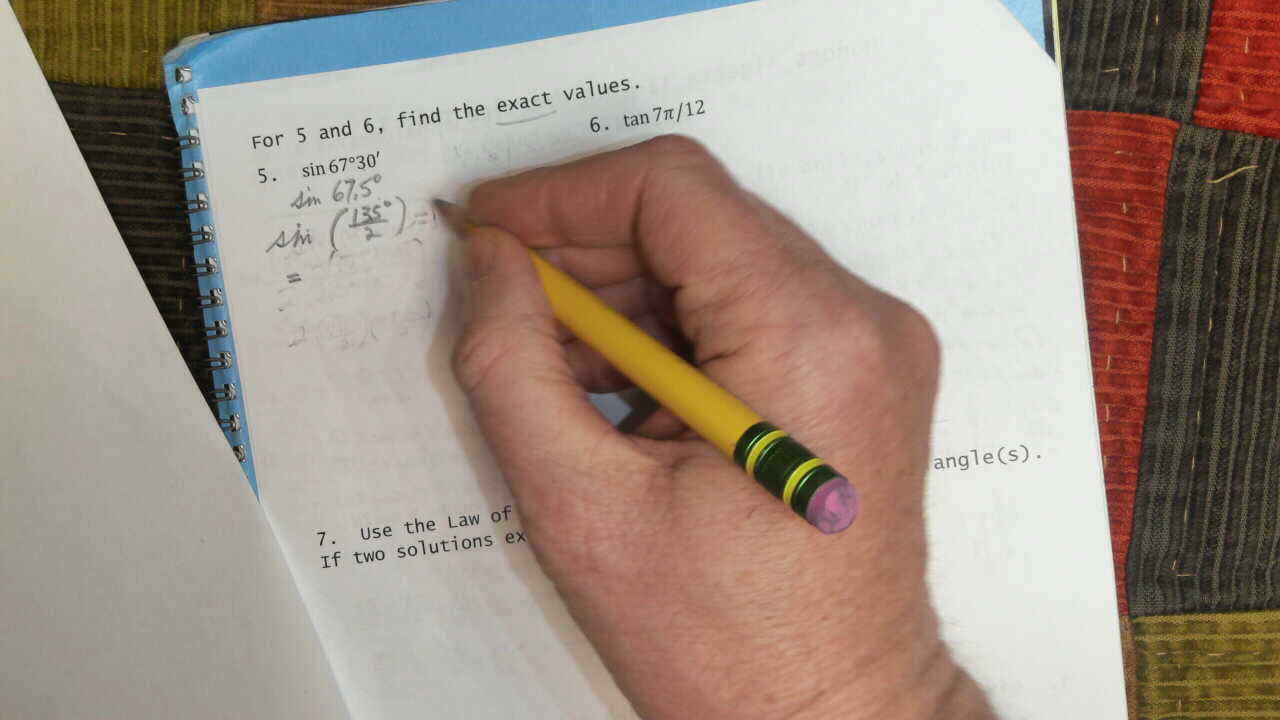 For 5 and 6, find the exact values.
5. sin 67°30′
6. tan 7π/12
sin 67.5°
sin (135°/2) =
=
7. Use the Law of
angle(s).
If two solutions ex